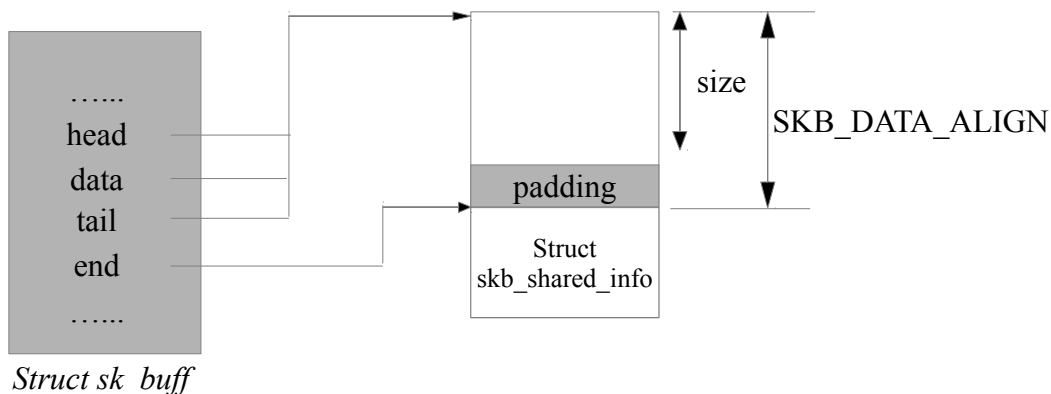 …...
head
data
tail
end
…...
Struct sk_buff
padding
Struct
skb_shared_info
size
SKB_DATA_ALIGN